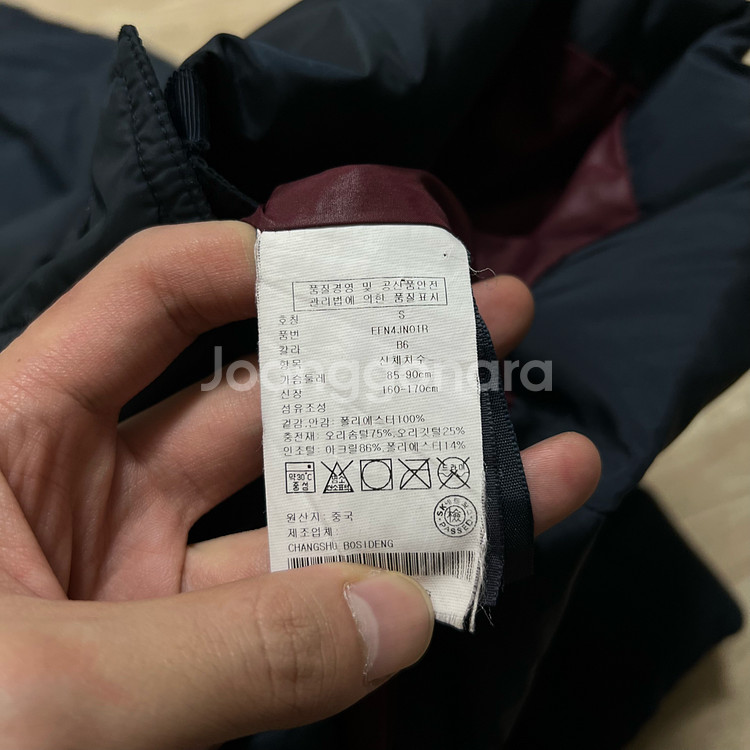 품질경영 및 공산품안전
관리법에 의한 품질표시
호칭 S
품번 EFN4JN01R
칼라 B6
항목 신체치수
가슴둘레 85-90cm
신장 160-170cm
섬유조성
겉감,안감: 폴리에스터100%
충전재: 오리솜털75%,오리깃털25%
인조털: 아크릴86%,폴리에스터14%
약30℃
중성
드라이
원산지: 중국
제조업체:
CHANGSHU BOSIDENG
檢
PASSED
Joonggonara